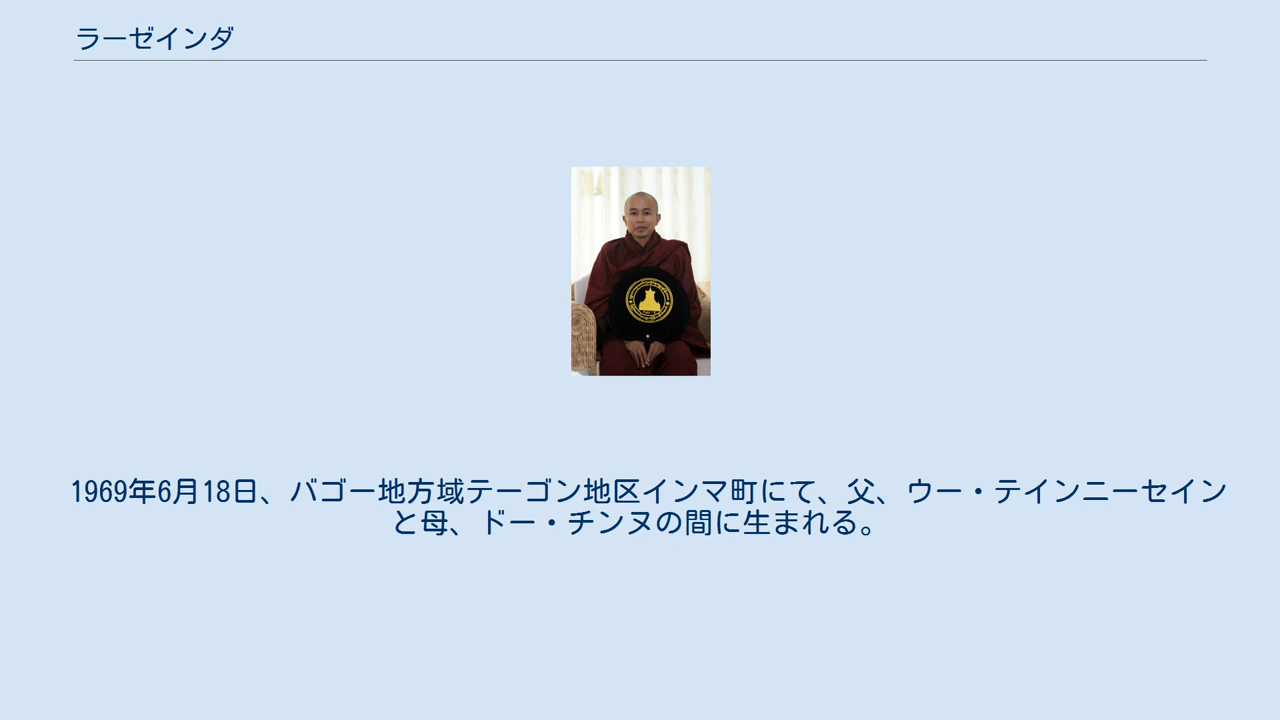 ラーゼインダ
1969年6月18日、バゴー地方域テーゴン地区インマ町にて、父、ウー・テインニーセイン
と母、ドー・チンヌの間に生まれる。